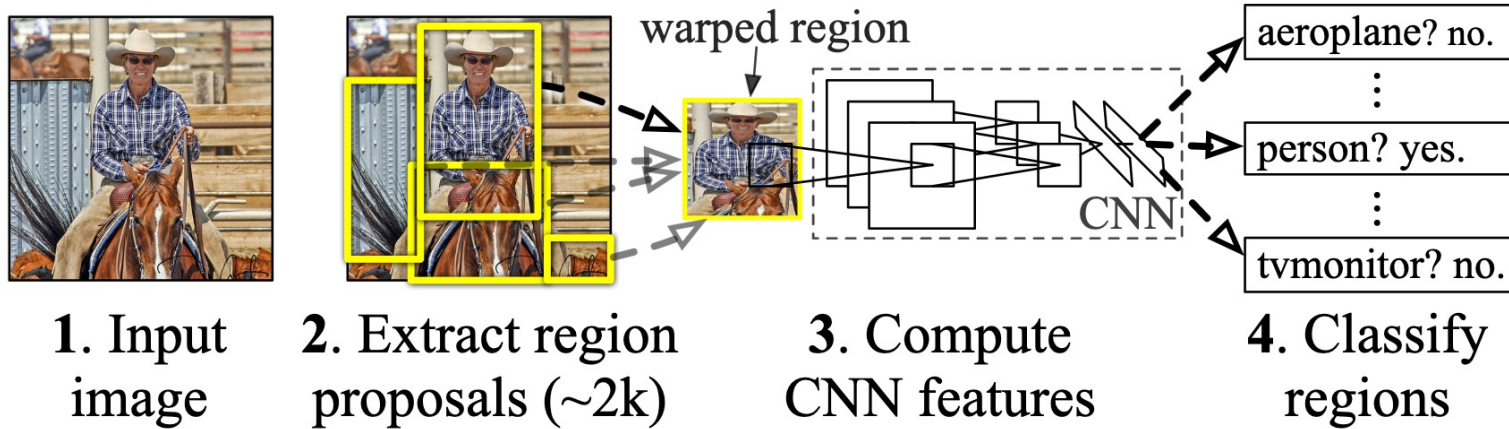 warped region
aeroplane? no.
person? yes.
CNN
tvmonitor? no.
1. Input
image
2. Extract region
proposals (~2k)
3. Compute
CNN features
4. Classify
regions